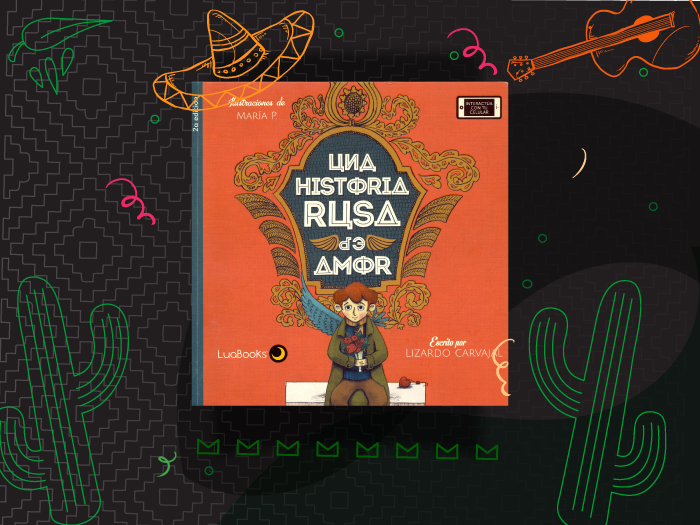 2a edición
Ilustraciones de
MARÍA P.
INTERACTÚA
CON TU
CELULAR
UNA
HISTORIA
RUSA
DE
AMOR
LuaBooks
Escrito por
LIZARDO CARVAJAL